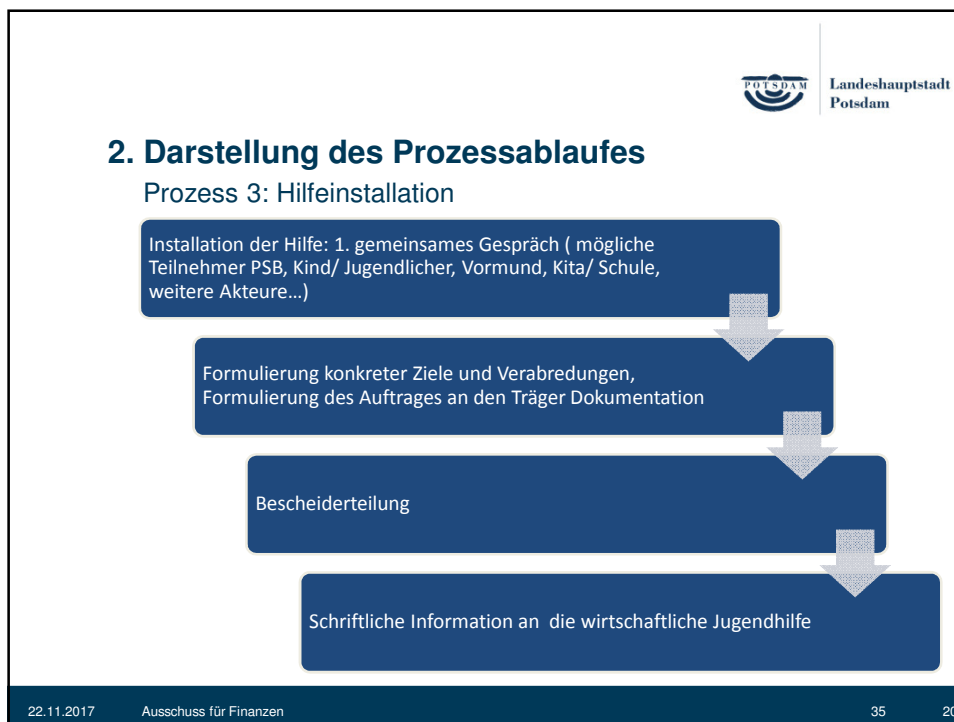 POTSDAM
Landeshauptstadt
Potsdam
2. Darstellung des Prozessablaufes
Prozess 3: Hilfeinstallation
Installation der Hilfe: 1. gemeinsames Gespräch ( mögliche
Teilnehmer PSB, Kind/ Jugendlicher, Vormund, Kita/ Schule,
weitere Akteure…)
Formulierung konkreter Ziele und Verabredungen,
Formulierung des Auftrages an den Träger Dokumentation
Bescheiderteilung
Schriftliche Information an  die wirtschaftliche Jugendhilfe
22.11.2017 Ausschuss für Finanzen 35 20